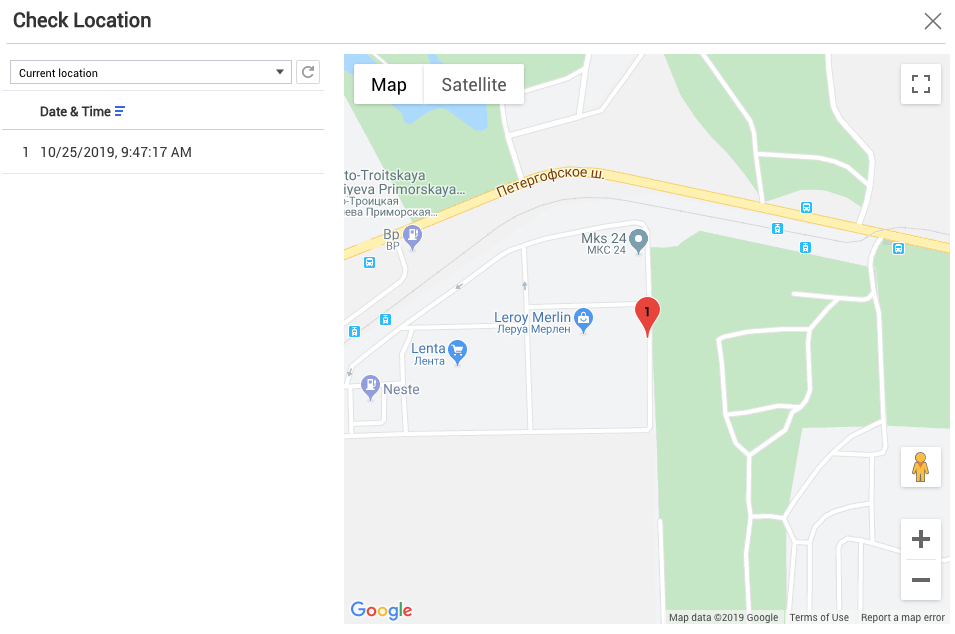 Check Location
Current location
Date & Time
1 10/25/2019, 9:47:17 AM
Map
Satellite
to-Troitskaya
iyeva Primorskaya...
о-Троицкая
ева Приморская...
Петергофское ш.
Bp
BP
Mks 24
МКС 24
1
Leroy Merlin
Леруа Мерлен
Lenta
Лента
Neste
Google
Map data ©2019 Google
Terms of Use
Report a map error